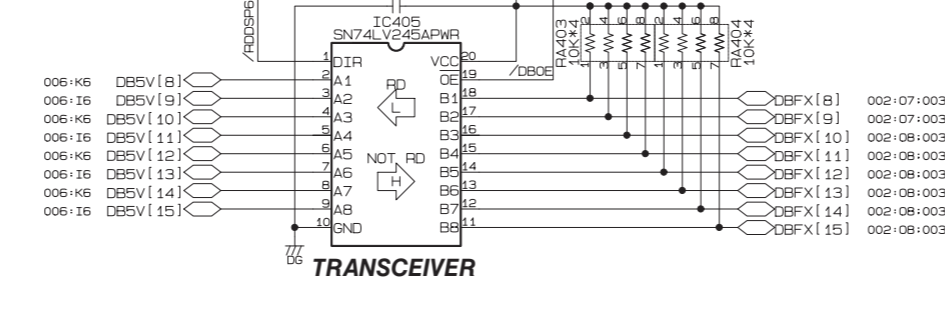 /RDDSP6
IC405
SN74LV245APWR
RA403
10K*4
2 4 6 8 2 4 6 8
1 3 5 7 1 3 5 7
RA404
10K*4
1 DIR VCC 20
/DBOE
006:K6 DB5V[8] 2 A1 RD OE 19
006:I6 DB5V[9] 3 A2 L B1 18 DBFX[8] 002:07:003
006:K6 DB5V[10] 4 A3 B2 17 DBFX[9] 002:07:003
006:I6 DB5V[11] 5 A4 B3 16 DBFX[10] 002:08:003
006:K6 DB5V[12] 6 A5 NOT RD B4 15 DBFX[11] 002:08:003
006:I6 DB5V[13] 7 A6 H B5 14 DBFX[12] 002:08:003
006:K6 DB5V[14] 8 A7 B6 13 DBFX[13] 002:08:003
006:I6 DB5V[15] 9 A8 B7 12 DBFX[14] 002:08:003
10 GND B8 11 DBFX[15] 002:08:003
DG
TRANSCEIVER